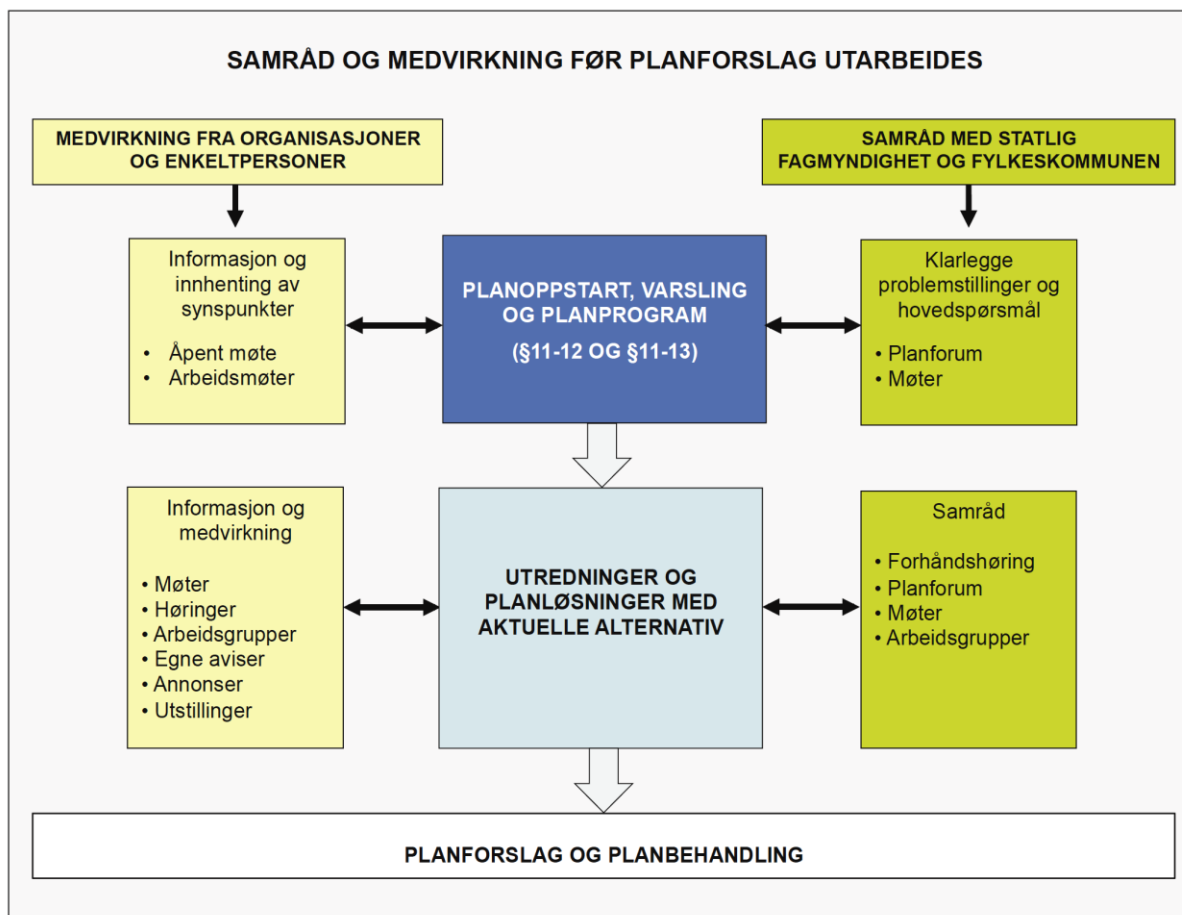 SAMRÅD OG MEDVIRKNING FØR PLANFORSLAG UTARBEIDES
MEDVIRKNING FRA ORGANISASJONER
OG ENKELTPERSONER
SAMRÅD MED STATLIG
FAGMYNDIGHET OG FYLKESKOMMUNEN
Informasjon og
innhenting av
synspunkter
• Åpent møte
• Arbeidsmøter
PLANOPPSTART, VARSLING
OG PLANPROGRAM
(§11-12 OG §11-13)
Klarlegge
problemstillinger og
hovedspørsmål
• Planforum
• Møter
Informasjon og
medvirkning
• Møter
• Høringer
• Arbeidsgrupper
• Egne aviser
• Annonser
• Utstillinger
UTREDNINGER OG
PLANLØSNINGER MED
AKTUELLE ALTERNATIV
Samråd
• Forhåndshøring
• Planforum
• Møter
• Arbeidsgrupper
PLANFORSLAG OG PLANBEHANDLING